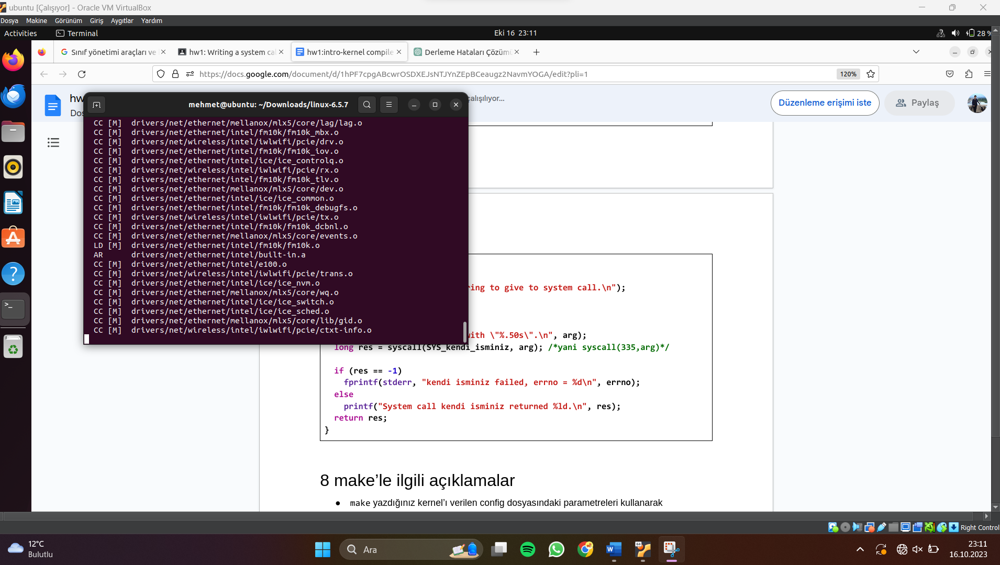 ubuntu [Çalışıyor] - Oracle VM VirtualBox
Dosya Makine Görünüm Giriş Aygıtlar Yardım
Activities Terminal Eki 16 23:11 28 %
Sınıf yönetimi araçları ve
hw1: Writing a system cal
hw1:intro-kernel compile
Derleme Hataları Çözümü
https://docs.google.com/document/d/1hPF7cpgABcwrOSDXEJsNTJYnZEpBCeaugz2NavmYOGA/edit?pli=1 120%
hw
Dos
çalışılıyor...
Düzenleme erişimi iste
Paylaş
mehmet@ubuntu: ~/Downloads/linux-6.5.7
CC [M] drivers/net/ethernet/mellanox/mlx5/core/lag/lag.o
CC [M] drivers/net/ethernet/intel/fm10k/fm10k_mbx.o
CC [M] drivers/net/wireless/intel/iwlwifi/pcie/drv.o
CC [M] drivers/net/ethernet/intel/fm10k/fm10k_iov.o
CC [M] drivers/net/ethernet/intel/ice/ice_controlq.o
CC [M] drivers/net/wireless/intel/iwlwifi/pcie/rx.o
CC [M] drivers/net/ethernet/intel/fm10k/fm10k_tlv.o
CC [M] drivers/net/ethernet/mellanox/mlx5/core/dev.o
CC [M] drivers/net/ethernet/intel/ice/ice_common.o
CC [M] drivers/net/ethernet/intel/fm10k/fm10k_debugfs.o
CC [M] drivers/net/wireless/intel/iwlwifi/pcie/tx.o
CC [M] drivers/net/ethernet/intel/fm10k/fm10k_dcbnl.o
CC [M] drivers/net/ethernet/mellanox/mlx5/core/events.o
LD [M] drivers/net/ethernet/intel/fm10k/fm10k.o
AR drivers/net/ethernet/intel/built-in.a
CC [M] drivers/net/ethernet/intel/e100.o
CC [M] drivers/net/wireless/intel/iwlwifi/pcie/trans.o
CC [M] drivers/net/ethernet/intel/ice/ice_nvm.o
CC [M] drivers/net/ethernet/mellanox/mlx5/core/wq.o
CC [M] drivers/net/ethernet/intel/ice/ice_switch.o
CC [M] drivers/net/ethernet/intel/ice/ice_sched.o
CC [M] drivers/net/ethernet/mellanox/mlx5/core/lib/gid.o
CC [M] drivers/net/wireless/intel/iwlwifi/pcie/ctxt-info.o
ring to give to system call.\n");
with \"%.50s\".\n", arg);
long res = syscall(SYS_kendi_isminiz, arg); /*yani syscall(335,arg)*/
if (res == -1)
fprintf(stderr, "kendi isminiz failed, errno = %d\n", errno);
else
printf("System call kendi isminiz returned %ld.\n", res);
return res;
}
8 make’le ilgili açıklamalar
● make yazdığınız kernel’ı verilen config dosyasındaki parametreleri kullanarak
Right Control
12°C
Bulutlu
Ara
23:11
16.10.2023